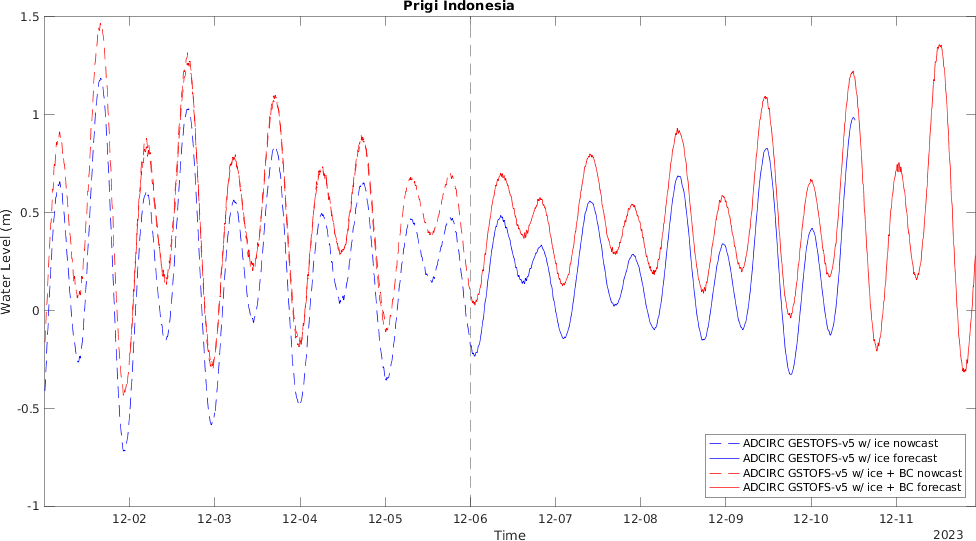 Prigi Indonesia
1.5
1
0.5
0
-0.5
-1
Water Level (m)
ADCIRC GESTOFS-v5 w/ ice nowcast
ADCIRC GESTOFS-v5 w/ ice forecast
ADCIRC GSTOFS-v5 w/ ice + BC nowcast
ADCIRC GSTOFS-v5 w/ ice + BC forecast
12-02 12-03 12-04 12-05 12-06 12-07 12-08 12-09 12-10 12-11
Time
2023